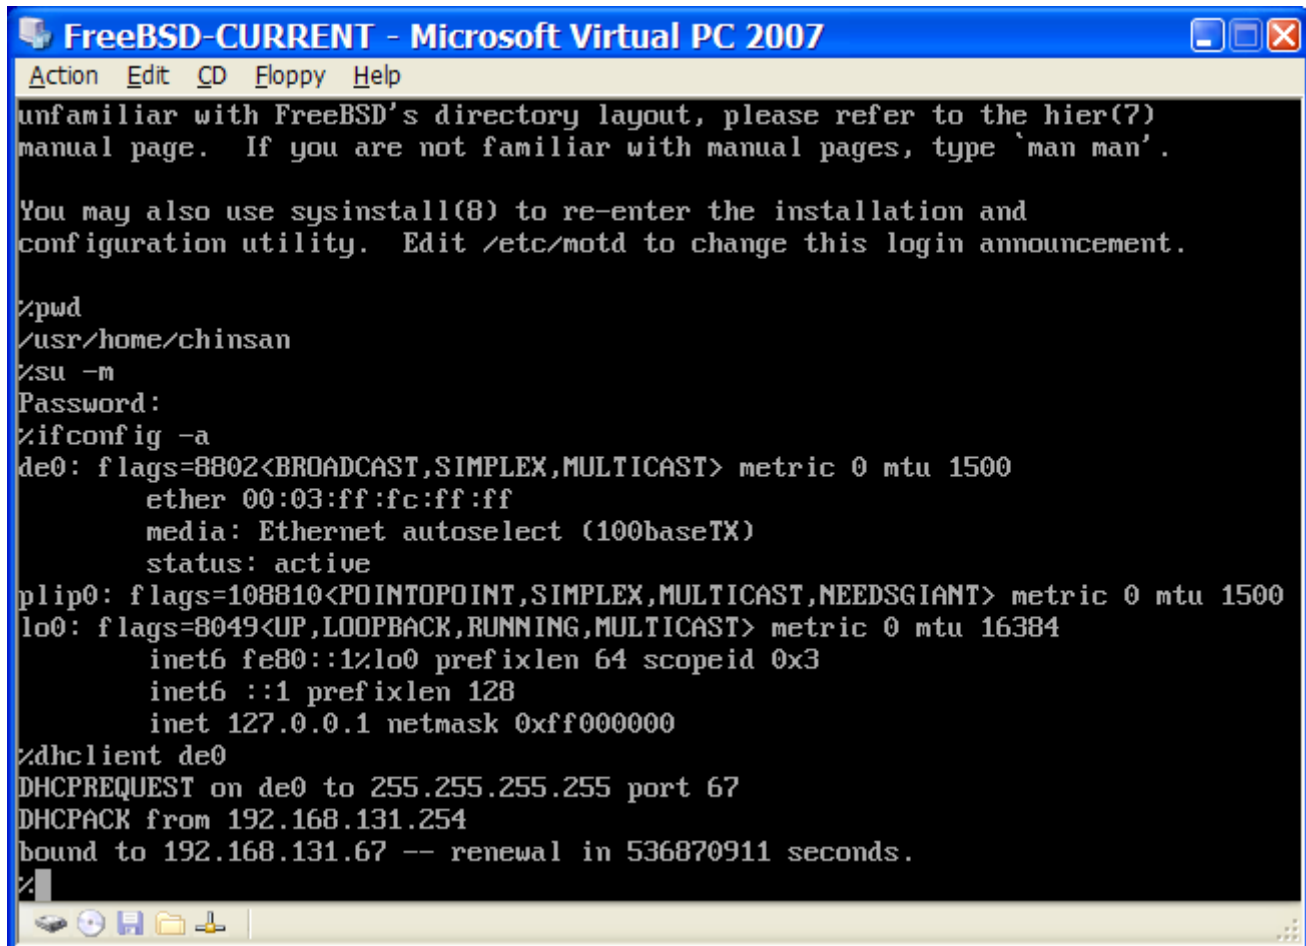 FreeBSD-CURRENT - Microsoft Virtual PC 2007
Action Edit CD Floppy Help
unfamiliar with FreeBSD's directory layout, please refer to the hier(7)
manual page.  If you are not familiar with manual pages, type `man man'.
You may also use sysinstall(8) to re-enter the installation and
configuration utility.  Edit /etc/motd to change this login announcement.
%pwd
/usr/home/chinsan
%su -m
Password:
%ifconfig -a
de0: flags=8802<BROADCAST,SIMPLEX,MULTICAST> metric 0 mtu 1500
        ether 00:03:ff:fc:ff:ff
        media: Ethernet autoselect (100baseTX)
        status: active
plip0: flags=108810<POINTOPOINT,SIMPLEX,MULTICAST,NEEDSGIANT> metric 0 mtu 1500
lo0: flags=8049<UP,LOOPBACK,RUNNING,MULTICAST> metric 0 mtu 16384
        inet6 fe80::1%lo0 prefixlen 64 scopeid 0x3
        inet6 ::1 prefixlen 128
        inet 127.0.0.1 netmask 0xff000000
%dhclient de0
DHCPREQUEST on de0 to 255.255.255.255 port 67
DHCPACK from 192.168.131.254
bound to 192.168.131.67 -- renewal in 536870911 seconds.
%